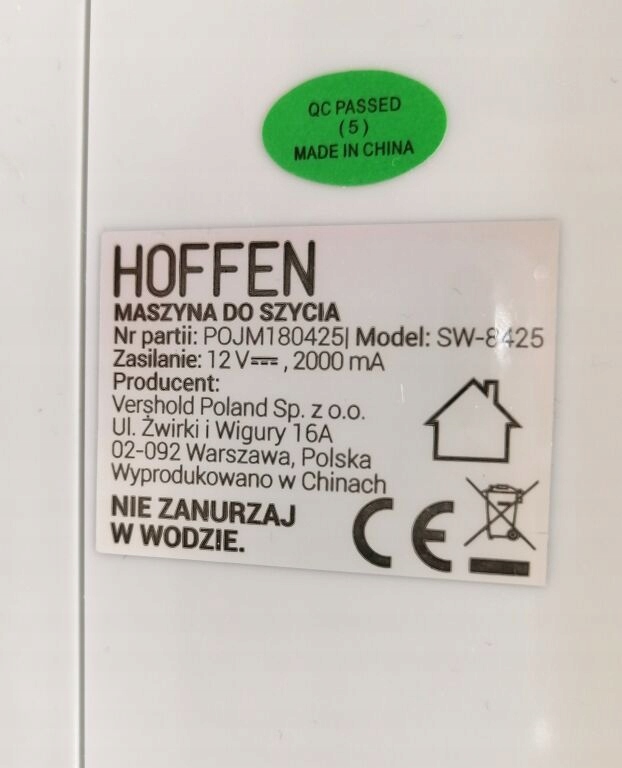 QC PASSED
(5)
MADE IN CHINA
HOFFEN
MASZYNA DO SZYCIA
Nr partii: POJM180425| Model: SW-8425
Zasilanie: 12 V⎓, 2000 mA
Producent:
Vershold Poland Sp. z o.o.
Ul. Żwirki i Wigury 16A
02-092 Warszawa, Polska
Wyprodukowano w Chinach
NIE ZANURZAJ
W WODZIE.
CE